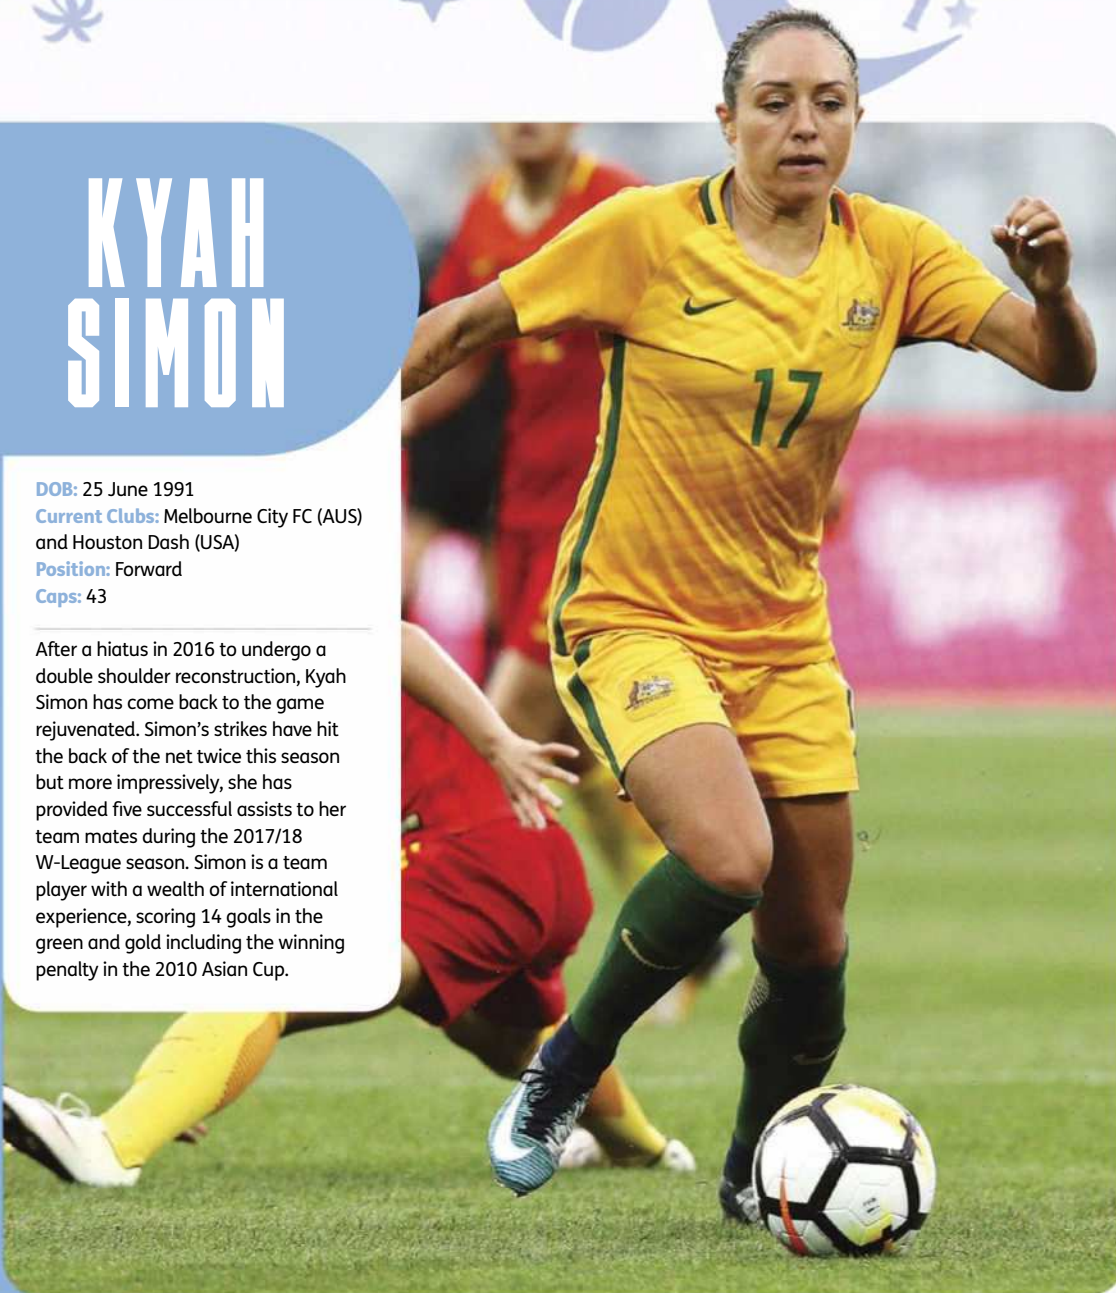 KYAH
SIMON
DOB: 25 June 1991
Current Clubs: Melbourne City FC (AUS)
and Houston Dash (USA)
Position: Forward
Caps: 43
After a hiatus in 2016 to undergo a
double shoulder reconstruction, Kyah
Simon has come back to the game
rejuvenated. Simon’s strikes have hit
the back of the net twice this season
but more impressively, she has
provided five successful assists to her
team mates during the 2017/18
W-League season. Simon is a team
player with a wealth of international
experience, scoring 14 goals in the
green and gold including the winning
penalty in the 2010 Asian Cup.
17